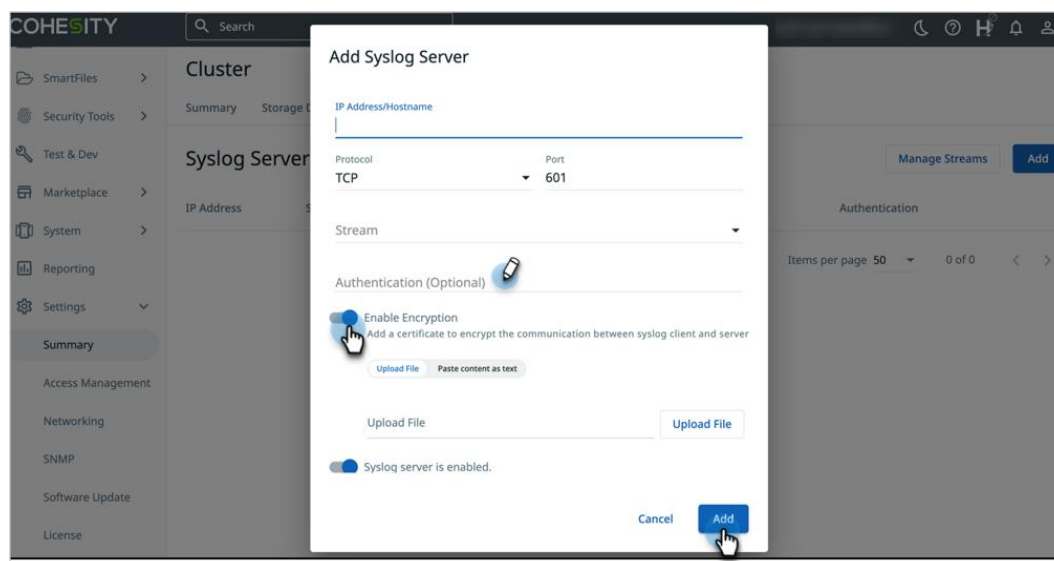 COHESITY
Search
H
SmartFiles
Security Tools
Test & Dev
Marketplace
System
Reporting
Settings
Summary
Access Management
Networking
SNMP
Software Update
License
Cluster
Summary Storage
Syslog Server
Manage Streams
Add
IP Address
Authentication
Items per page 50
0 of 0
Add Syslog Server
IP Address/Hostname
Protocol Port
TCP 601
Stream
Authentication (Optional)
Enable Encryption
Add a certificate to encrypt the communication between syslog client and server
Upload File Paste content as text
Upload File Upload File
Syslog server is enabled.
Cancel Add